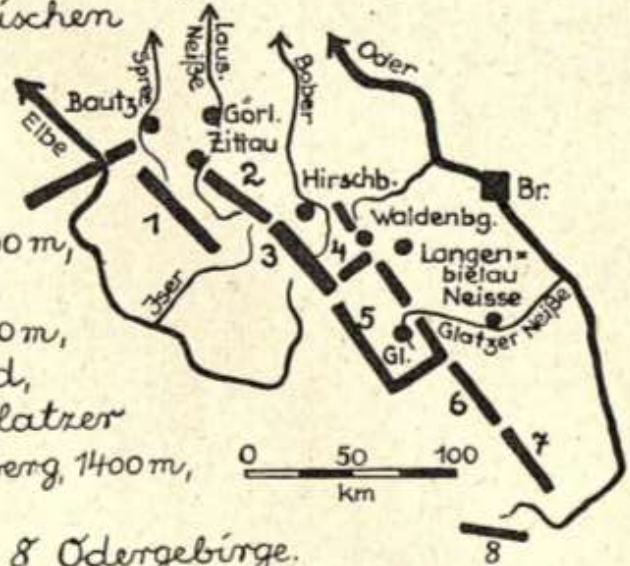 ischen
Spree
Laus.
Neiße
Bober
Oder
Bautz.
Elbe
Görl.
Zittau
2
Hirschb.
Br.
1
Waldenbg.
0 m,
3
4
Langen=
bielau
Iser
Neisse
5
Glatzer Neiße
0 m,
Gl.
d,
latzer
6
berg, 1400 m,
0 50 100
km
7
8 Odergebirge.
8